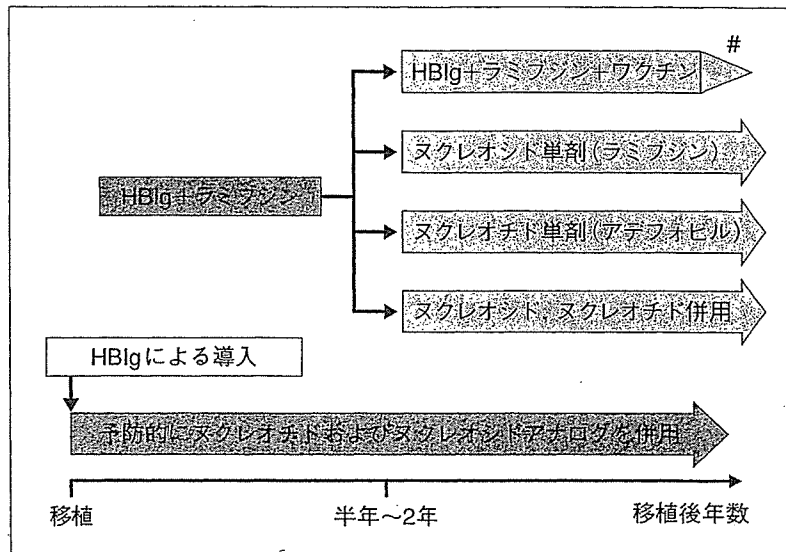 #
HBIg+ラミブシン+ワクチン
ヌクレオシド単剤(ラミブシン)
HBIg+ラミブシン
ヌクレオチド単剤(アデフォビル)
ヌクレオシド,ヌクレオチド併用
HBIgによる導入
予防的にヌクレオチドおよびヌクレオシドアナログを併用
移植
半年〜2年
移植後年数